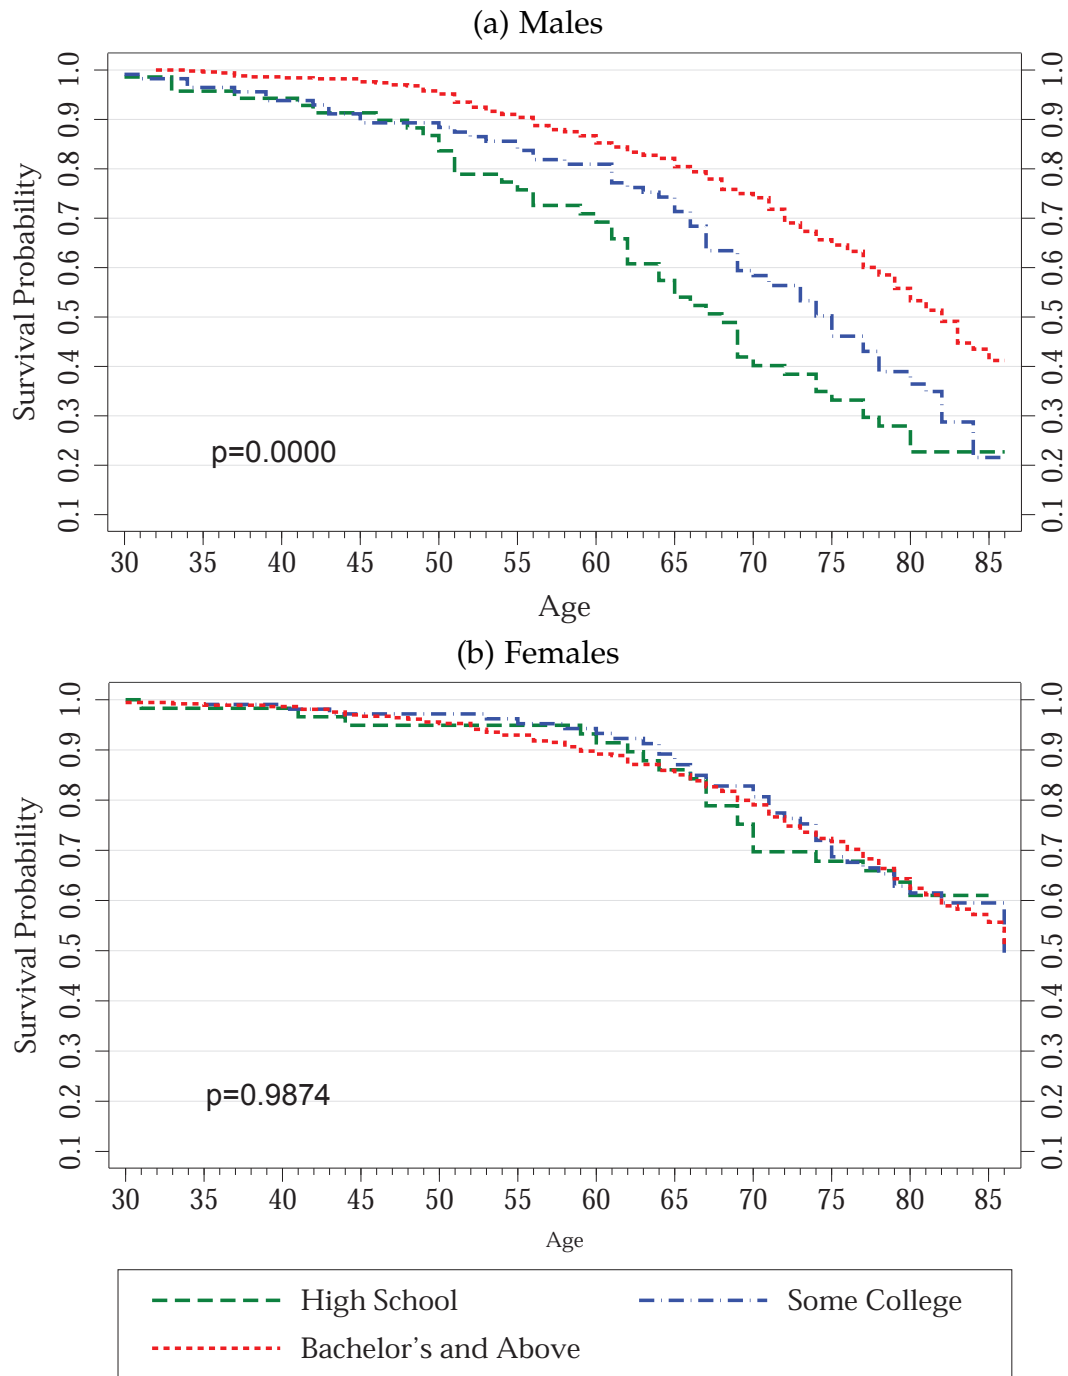 (a) Males
Survival Probability
1.0 0.9 0.8 0.7 0.6 0.5 0.4 0.3 0.2 0.1
1.0 0.9 0.8 0.7 0.6 0.5 0.4 0.3 0.2 0.1
p=0.0000
30 35 40 45 50 55 60 65 70 75 80 85
Age
(b) Females
Survival Probability
1.0 0.9 0.8 0.7 0.6 0.5 0.4 0.3 0.2 0.1
1.0 0.9 0.8 0.7 0.6 0.5 0.4 0.3 0.2 0.1
p=0.9874
30 35 40 45 50 55 60 65 70 75 80 85
Age
High School Some College
Bachelor's and Above